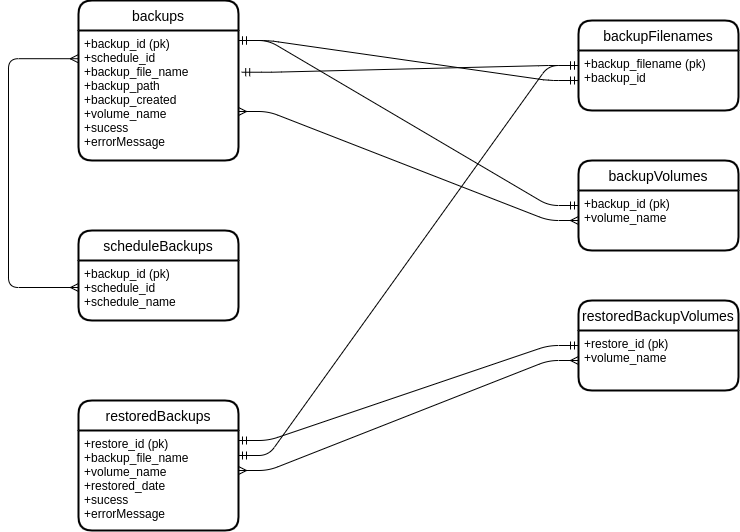 backups
+backup_id (pk)
+schedule_id
+backup_file_name
+backup_path
+backup_created
+volume_name
+sucess
+errorMessage
backupFilenames
+backup_filename (pk)
+backup_id
backupVolumes
+backup_id (pk)
+volume_name
scheduleBackups
+backup_id (pk)
+schedule_id
+schedule_name
restoredBackupVolumes
+restore_id (pk)
+volume_name
restoredBackups
+restore_id (pk)
+backup_file_name
+volume_name
+restored_date
+sucess
+errorMessage